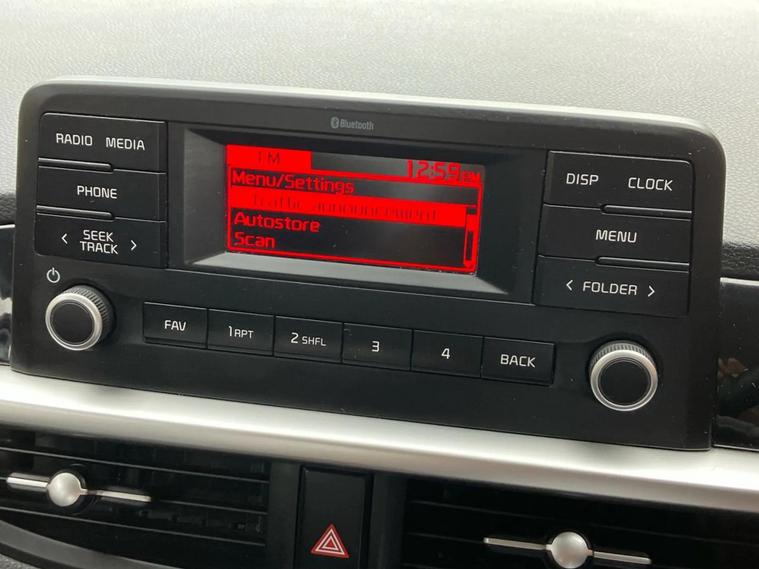 Bluetooth
RADIO MEDIA
PHONE
< SEEK TRACK >
FM
12:59 PM
Menu/Settings
Traffic announcement
Autostore
Scan
DISP CLOCK
MENU
< FOLDER >
FAV
1 RPT
2 SHFL
3
4
BACK